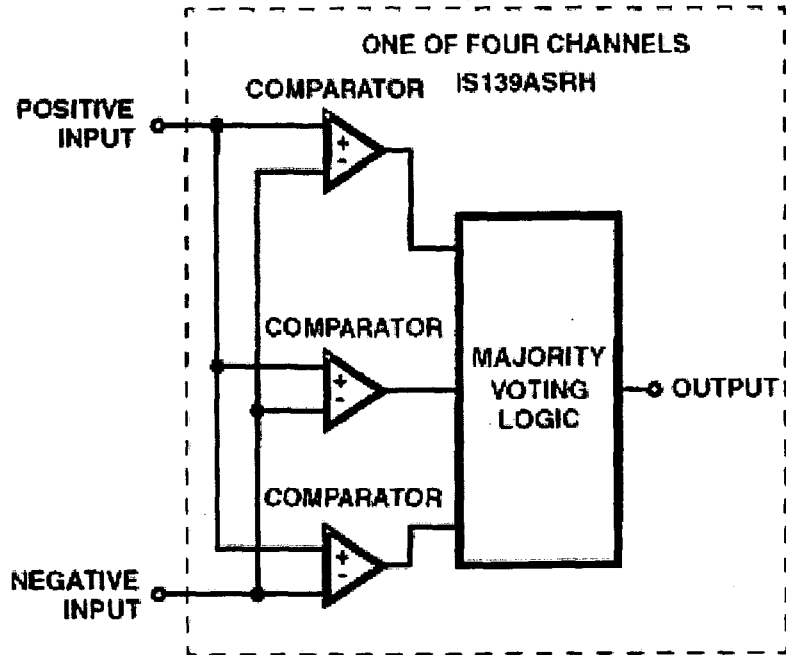 ONE OF FOUR CHANNELS
IS139ASRH
COMPARATOR
POSITIVE
INPUT
+
-
COMPARATOR
+
-
MAJORITY
VOTING
LOGIC
OUTPUT
COMPARATOR
+
-
NEGATIVE
INPUT